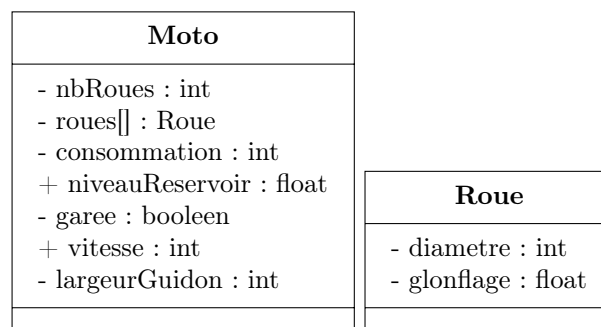 Moto
- nbRoues : int
- roues[] : Roue
- consommation : int
+ niveauReservoir : float
- garee : booleen
+ vitesse : int
- largeurGuidon : int
Roue
- diametre : int
- glonflage : float